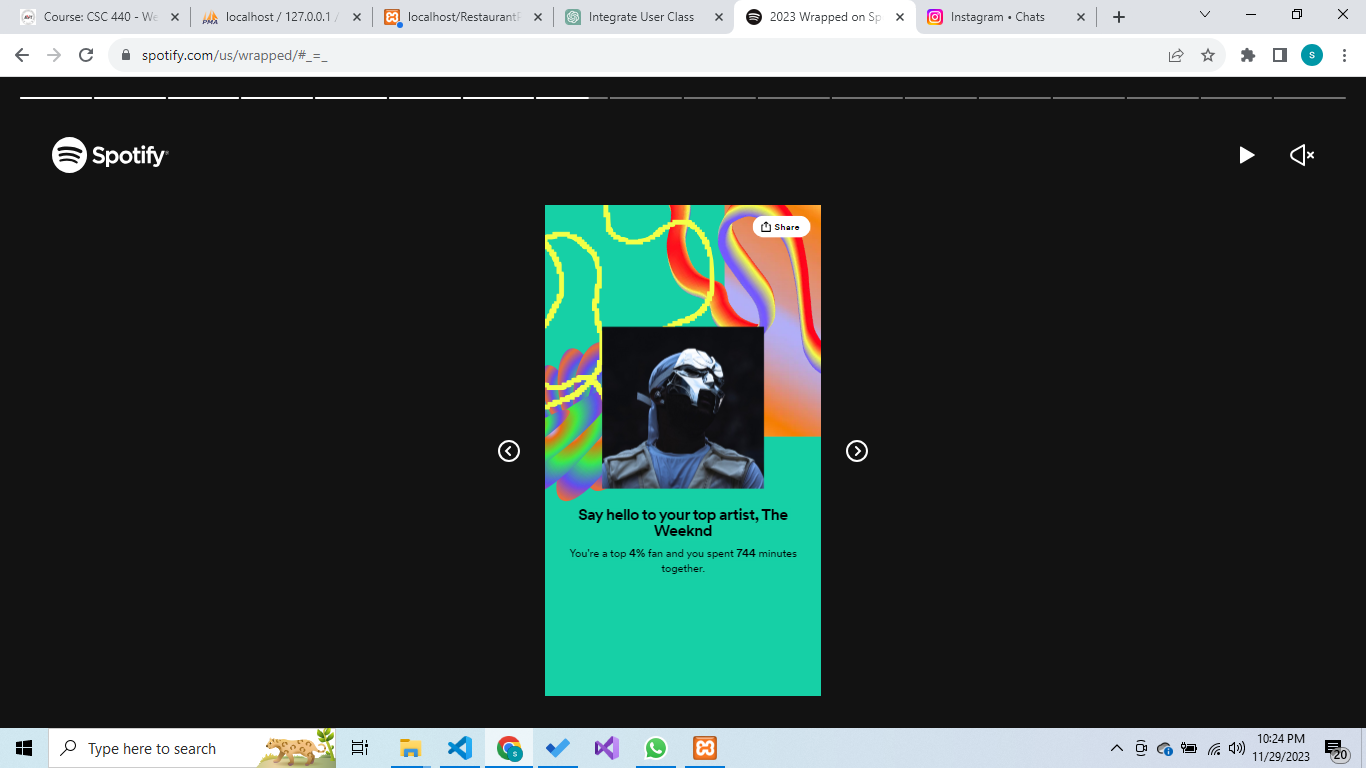 Course: CSC 440 - We
localhost / 127.0.0.1 /
localhost/RestaurantR
Integrate User Class
2023 Wrapped on Sp
Instagram • Chats
spotify.com/us/wrapped/#_=_
S
Spotify
Share
Say hello to your top artist, The
Weeknd
You're a top 4% fan and you spent 744 minutes
together.
Type here to search
10:24 PM
11/29/2023
20